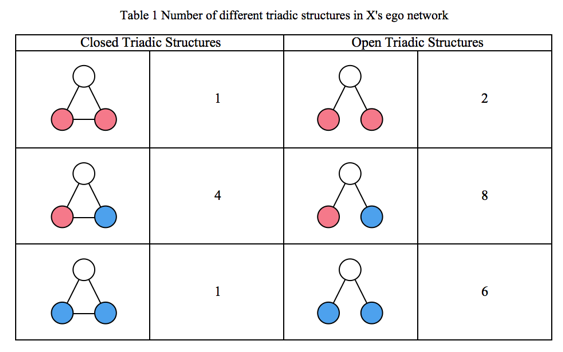 Table 1 Number of different triadic structures in X's ego network
Closed Triadic Structures Open Triadic Structures
1 2
4 8
1 6